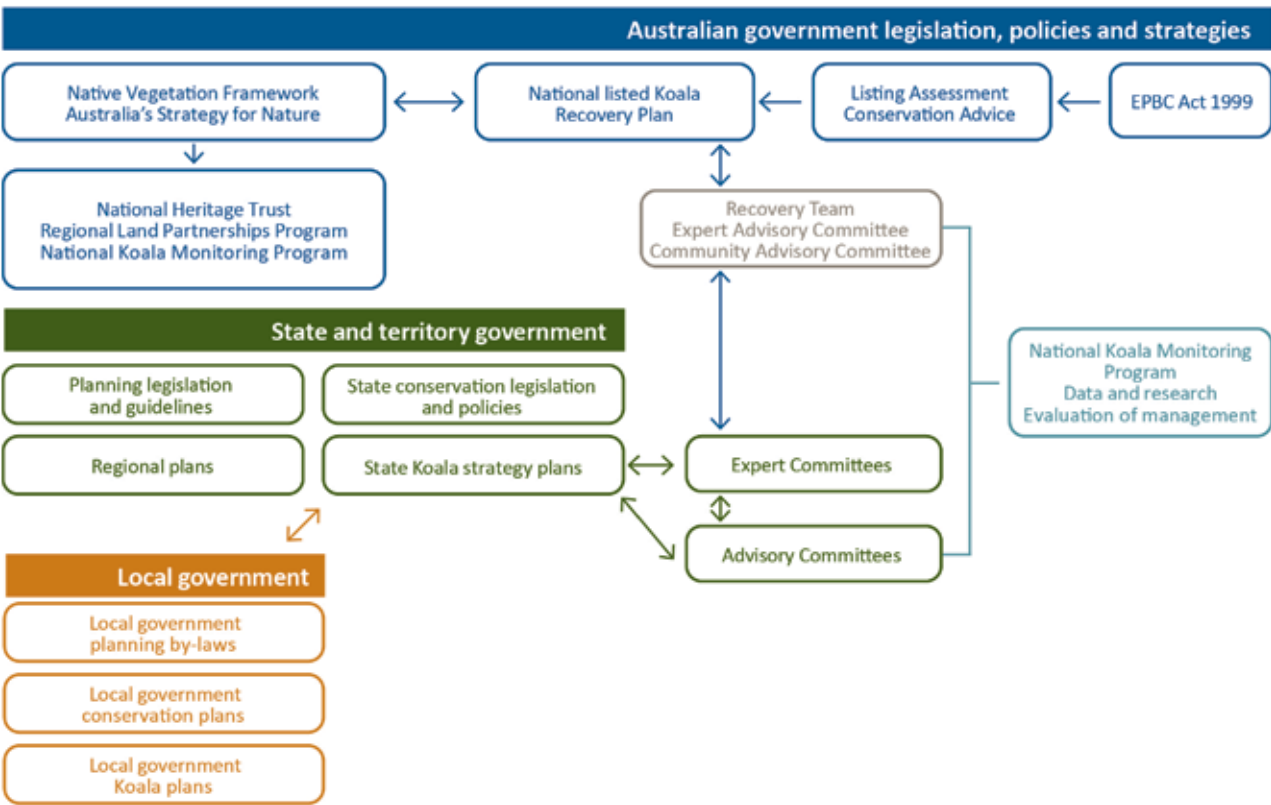 Australian government legislation, policies and strategies
Native Vegetation Framework
Australia's Strategy for Nature
National listed Koala
Recovery Plan
Listing Assessment
Conservation Advice
EPBC Act 1999
National Heritage Trust
Regional Land Partnerships Program
National Koala Monitoring Program
Recovery Team
Expert Advisory Committee
Community Advisory Committee
State and territory government
Planning legislation
and guidelines
State conservation legislation
and policies
Regional plans
State Koala strategy plans
Expert Committees
Advisory Committees
National Koala Monitoring
Program
Data and research
Evaluation of management
Local government
Local government
planning by-laws
Local government
conservation plans
Local government
Koala plans